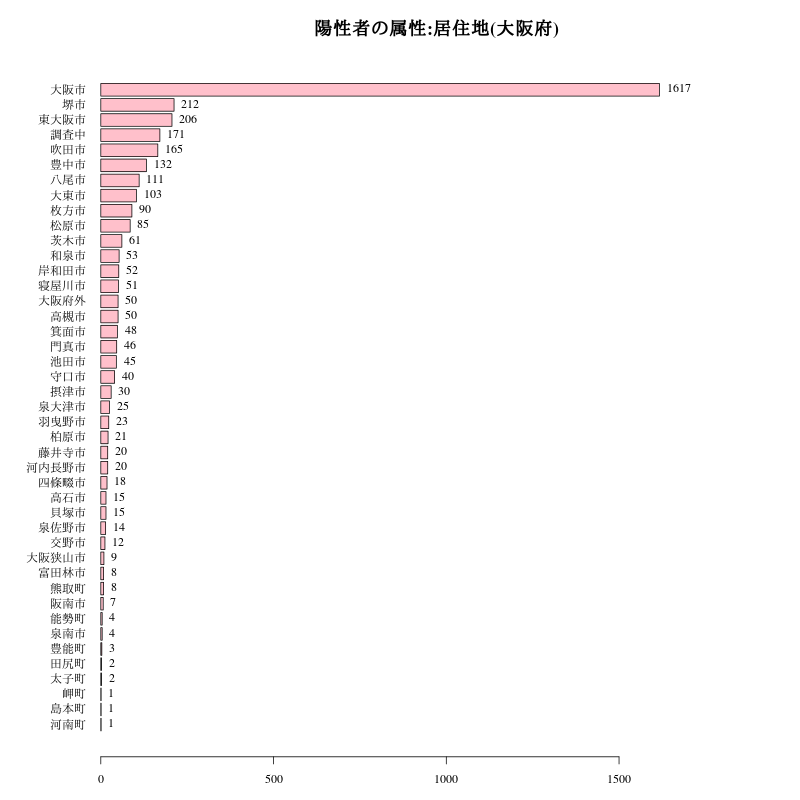 陽性者の属性:居住地(大阪府)
大阪市 1617
堺市 212
東大阪市 206
調査中 171
吹田市 165
豊中市 132
八尾市 111
大東市 103
枚方市 90
松原市 85
茨木市 61
和泉市 53
岸和田市 52
寝屋川市 51
大阪府外 50
高槻市 50
箕面市 48
門真市 46
池田市 45
守口市 40
摂津市 30
泉大津市 25
羽曳野市 23
柏原市 21
藤井寺市 20
河内長野市 20
四條畷市 18
高石市 15
貝塚市 15
泉佐野市 14
交野市 12
大阪狭山市 9
富田林市 8
熊取町 8
阪南市 7
能勢町 4
泉南市 4
豊能町 3
田尻町 2
太子町 2
岬町 1
島本町 1
河南町 1
0 500 1000 1500